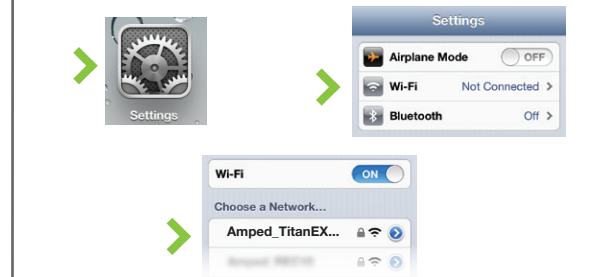 Settings
Settings
Airplane Mode OFF
Wi-Fi Not Connected
Bluetooth Off
Wi-Fi ON
Choose a Network...
Amped_TitanEX...